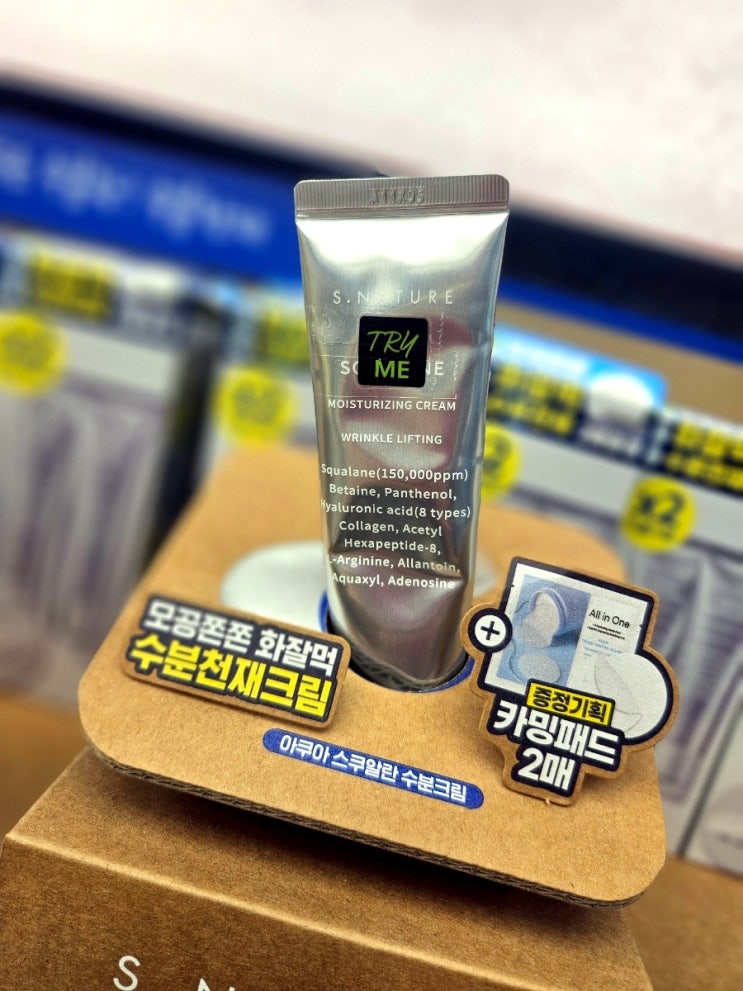 S.NATURE
TRY
ME
MOISTURIZING CREAM
WRINKLE LIFTING
Squalane(150,000ppm)
Betaine, Panthenol,
Hyaluronic acid(8 types)
Collagen, Acetyl
Hexapeptide-8,
L-Arginine, Allantoin,
Aquaxyl, Adenosine
모공쫀쫀 화잘먹
수분천재크림
아쿠아 스쿠알란 수분크림
+
All in One
증정기획
카밍패드
2매
x2
S N